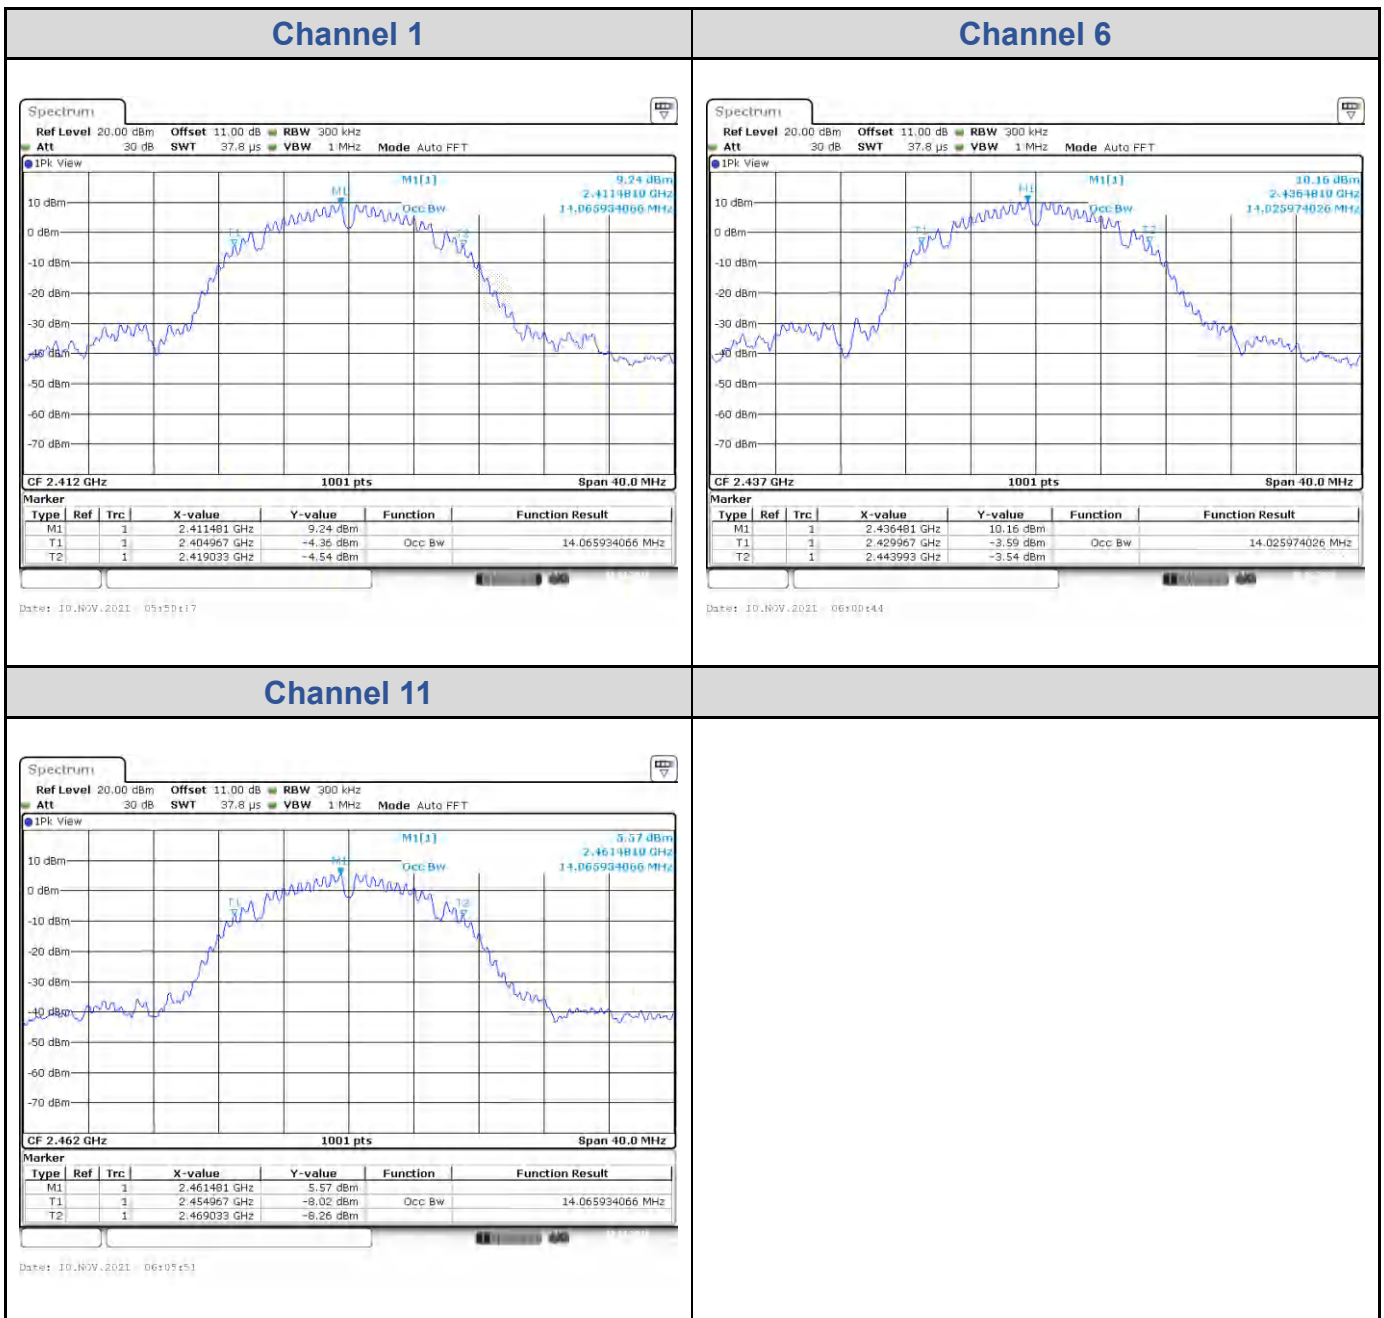 Channel 1
Spectrum
Ref Level 20.00 dBm Offset 11.00 dB RBW 300 kHz
Att 30 dB SWT 37.8 µs VBW 1 MHz Mode Auto FFT
1Pk View
M1[1] 9.24 dBm
2.4114810 GHz
Occ Bw 14.065934066 MHz
M1
T1
T2
10 dBm
0 dBm
-10 dBm
-20 dBm
-30 dBm
-40 dBm
-50 dBm
-60 dBm
-70 dBm
CF 2.412 GHz 1001 pts Span 40.0 MHz
Marker
Type Ref Trc X-value Y-value Function Function Result
M1 1 2.411481 GHz 9.24 dBm
T1 1 2.404967 GHz -4.36 dBm Occ Bw 14.065934066 MHz
T2 1 2.419033 GHz -4.54 dBm
Date: 10.NOV.2021 05:50:17
Channel 6
Spectrum
Ref Level 20.00 dBm Offset 11.00 dB RBW 300 kHz
Att 30 dB SWT 37.8 µs VBW 1 MHz Mode Auto FFT
1Pk View
M1[1] 10.16 dBm
2.4364810 GHz
Occ Bw 14.025974026 MHz
M1
T1
T2
10 dBm
0 dBm
-10 dBm
-20 dBm
-30 dBm
-40 dBm
-50 dBm
-60 dBm
-70 dBm
CF 2.437 GHz 1001 pts Span 40.0 MHz
Marker
Type Ref Trc X-value Y-value Function Function Result
M1 1 2.436481 GHz 10.16 dBm
T1 1 2.429967 GHz -3.59 dBm Occ Bw 14.025974026 MHz
T2 1 2.443993 GHz -3.54 dBm
Date: 10.NOV.2021 06:00:44
Channel 11
Spectrum
Ref Level 20.00 dBm Offset 11.00 dB RBW 300 kHz
Att 30 dB SWT 37.8 µs VBW 1 MHz Mode Auto FFT
1Pk View
M1[1] 5.57 dBm
2.4614810 GHz
Occ Bw 14.065934066 MHz
M1
T1
T2
10 dBm
0 dBm
-10 dBm
-20 dBm
-30 dBm
-40 dBm
-50 dBm
-60 dBm
-70 dBm
CF 2.462 GHz 1001 pts Span 40.0 MHz
Marker
Type Ref Trc X-value Y-value Function Function Result
M1 1 2.461481 GHz 5.57 dBm
T1 1 2.454967 GHz -8.02 dBm Occ Bw 14.065934066 MHz
T2 1 2.469033 GHz -8.26 dBm
Date: 10.NOV.2021 06:05:51